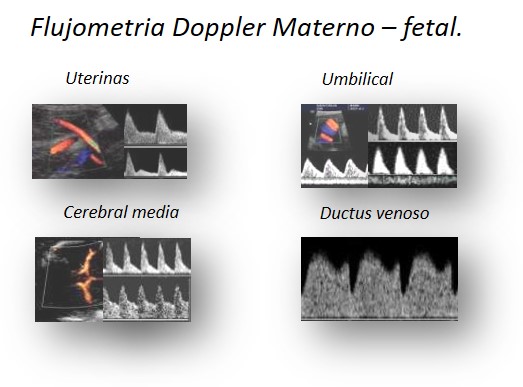 Flujometria Doppler Materno – fetal.
Uterinas
Umbilical
Cerebral media
Ductus venoso